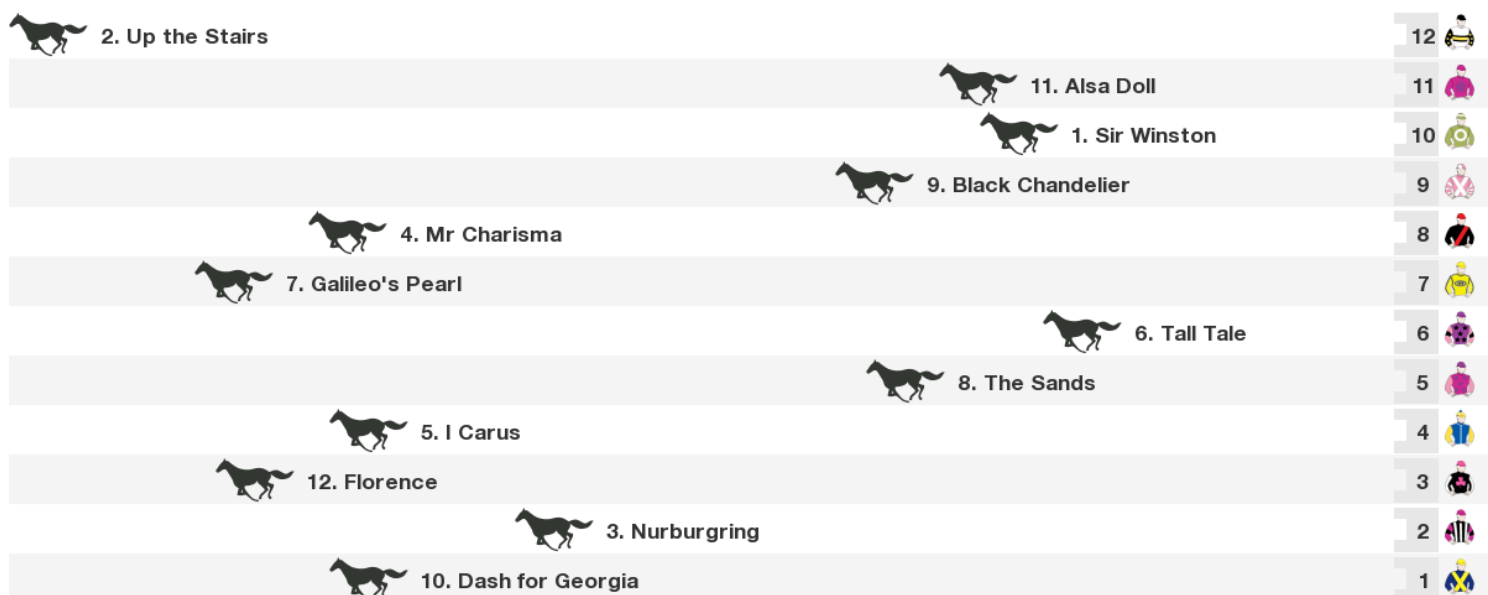 2. Up the Stairs 12
11. Alsa Doll 11
1. Sir Winston 10
9. Black Chandelier 9
4. Mr Charisma 8
7. Galileo's Pearl 7
6. Tall Tale 6
8. The Sands 5
5. I Carus 4
12. Florence 3
3. Nurburgring 2
10. Dash for Georgia 1